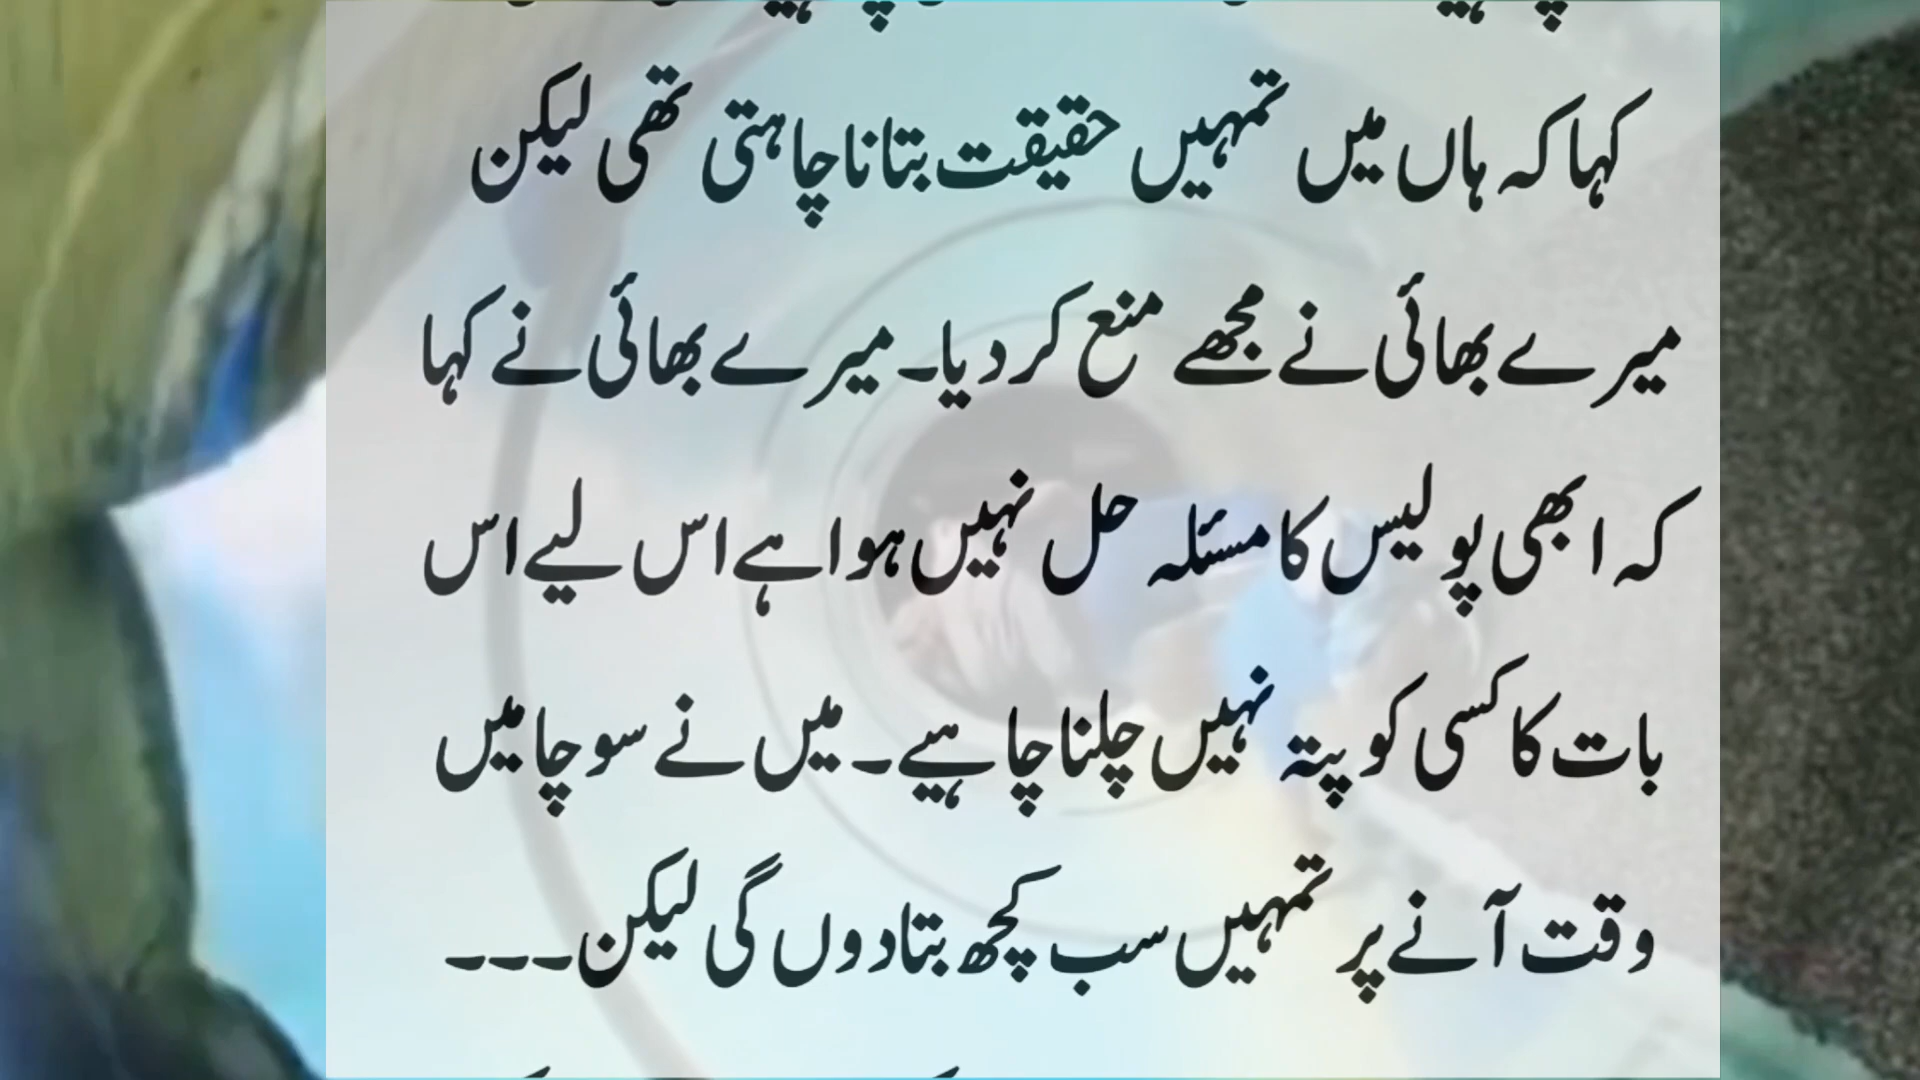 کہا کہ ہاں میں تمہیں حقیقت بتانا چاہتی تھی لیکن
میرے بھائی نے مجھے منع کر دیا۔ میرے بھائی نے کہا
کہ ابھی پولیس کا مسئلہ حل نہیں ہوا ہے اس لیے اس
بات کا کسی کو پتہ نہیں چلنا چاہیے۔ میں نے سوچا میں
وقت آنے پر تمہیں سب کچھ بتا دوں گی لیکن۔۔۔